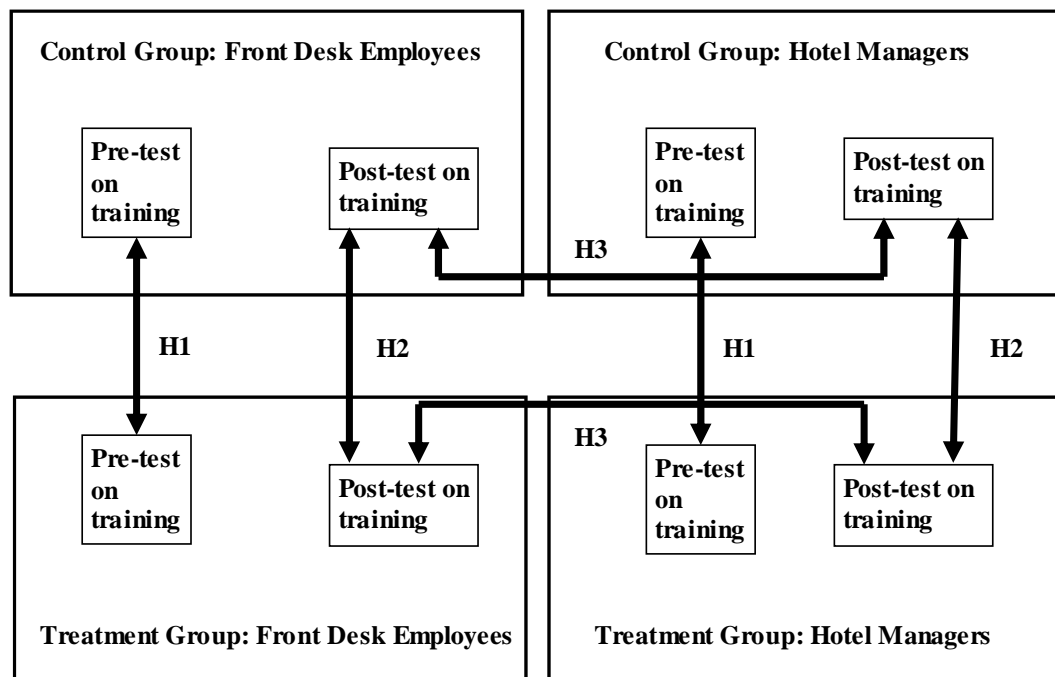 Control Group: Front Desk Employees
Pre-test
on
training
Post-test on
training
Control Group: Hotel Managers
Pre-test
on
training
Post-test on
training
H3
H1
H2
H1
H2
Pre-test
on
training
Post-test on
training
Treatment Group: Front Desk Employees
H3
Pre-test
on
training
Post-test on
training
Treatment Group: Hotel Managers